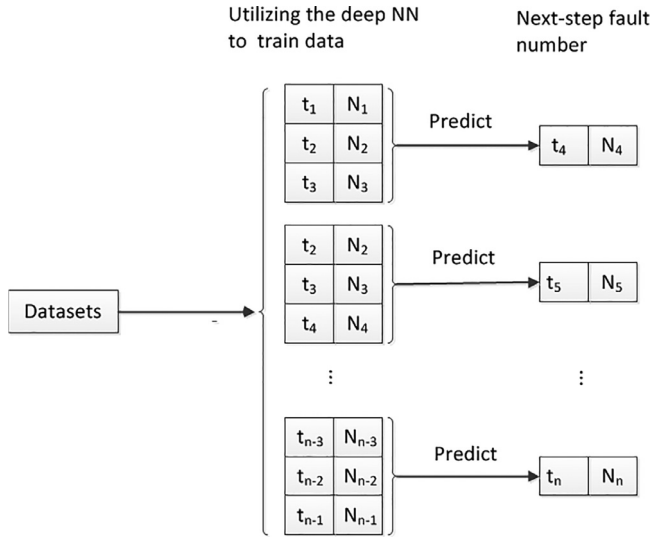 Utilizing the deep NN
to train data
Next-step fault
number
t₁ N₁
t₂ N₂
t₃ N₃
Predict
t₄ N₄
t₂ N₂
t₃ N₃
t₄ N₄
Predict
t₅ N₅
Datasets
⋮
⋮
tₙ₋₃ Nₙ₋₃
tₙ₋₂ Nₙ₋₂
tₙ₋₁ Nₙ₋₁
Predict
tₙ Nₙ